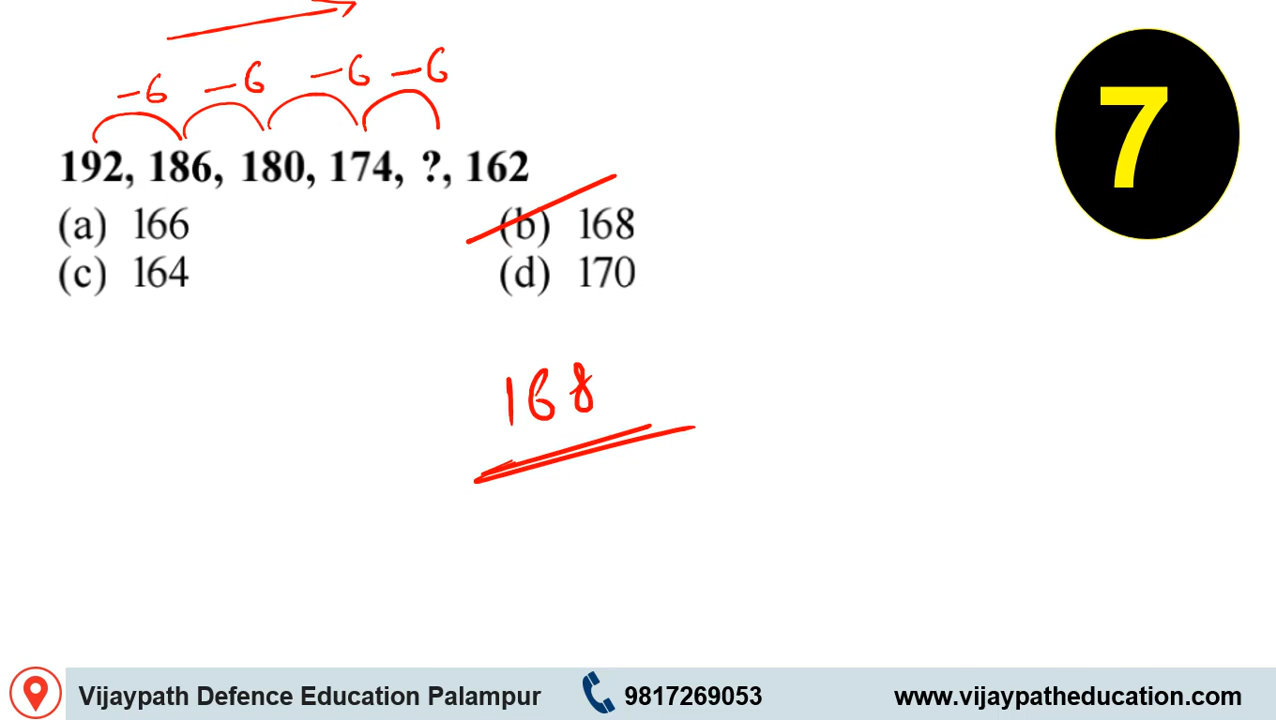 -6 -6 -6 -6
7
192, 186, 180, 174, ?, 162
(a) 166 (b) 168
(c) 164 (d) 170
168
Vijaypath Defence Education Palampur 9817269053 www.vijaypatheducation.com